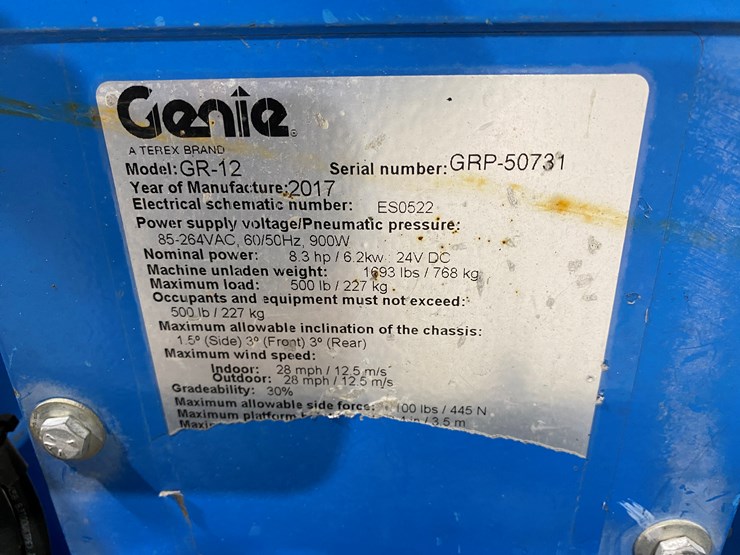 Genie®
A TEREX BRAND
Model: GR-12 Serial number: GRP-50731
Year of Manufacture: 2017
Electrical schematic number: ES0522
Power supply voltage/Pneumatic pressure:
85-264VAC, 60/50Hz, 900W
Nominal power: 8.3 hp / 6.2kw 24V DC
Machine unladen weight: 1693 lbs / 768 kg
Maximum load: 500 lb / 227 kg
Occupants and equipment must not exceed:
500 lb / 227 kg
Maximum allowable inclination of the chassis:
1.5º (Side) 3º (Front) 3º (Rear)
Maximum wind speed:
Indoor: 28 mph / 12.5 m/s
Outdoor: 28 mph / 12.5 m/s
Gradeability: 30%
Maximum allowable side force: 100 lbs / 445 N
Maximum platform in / 3.5 m